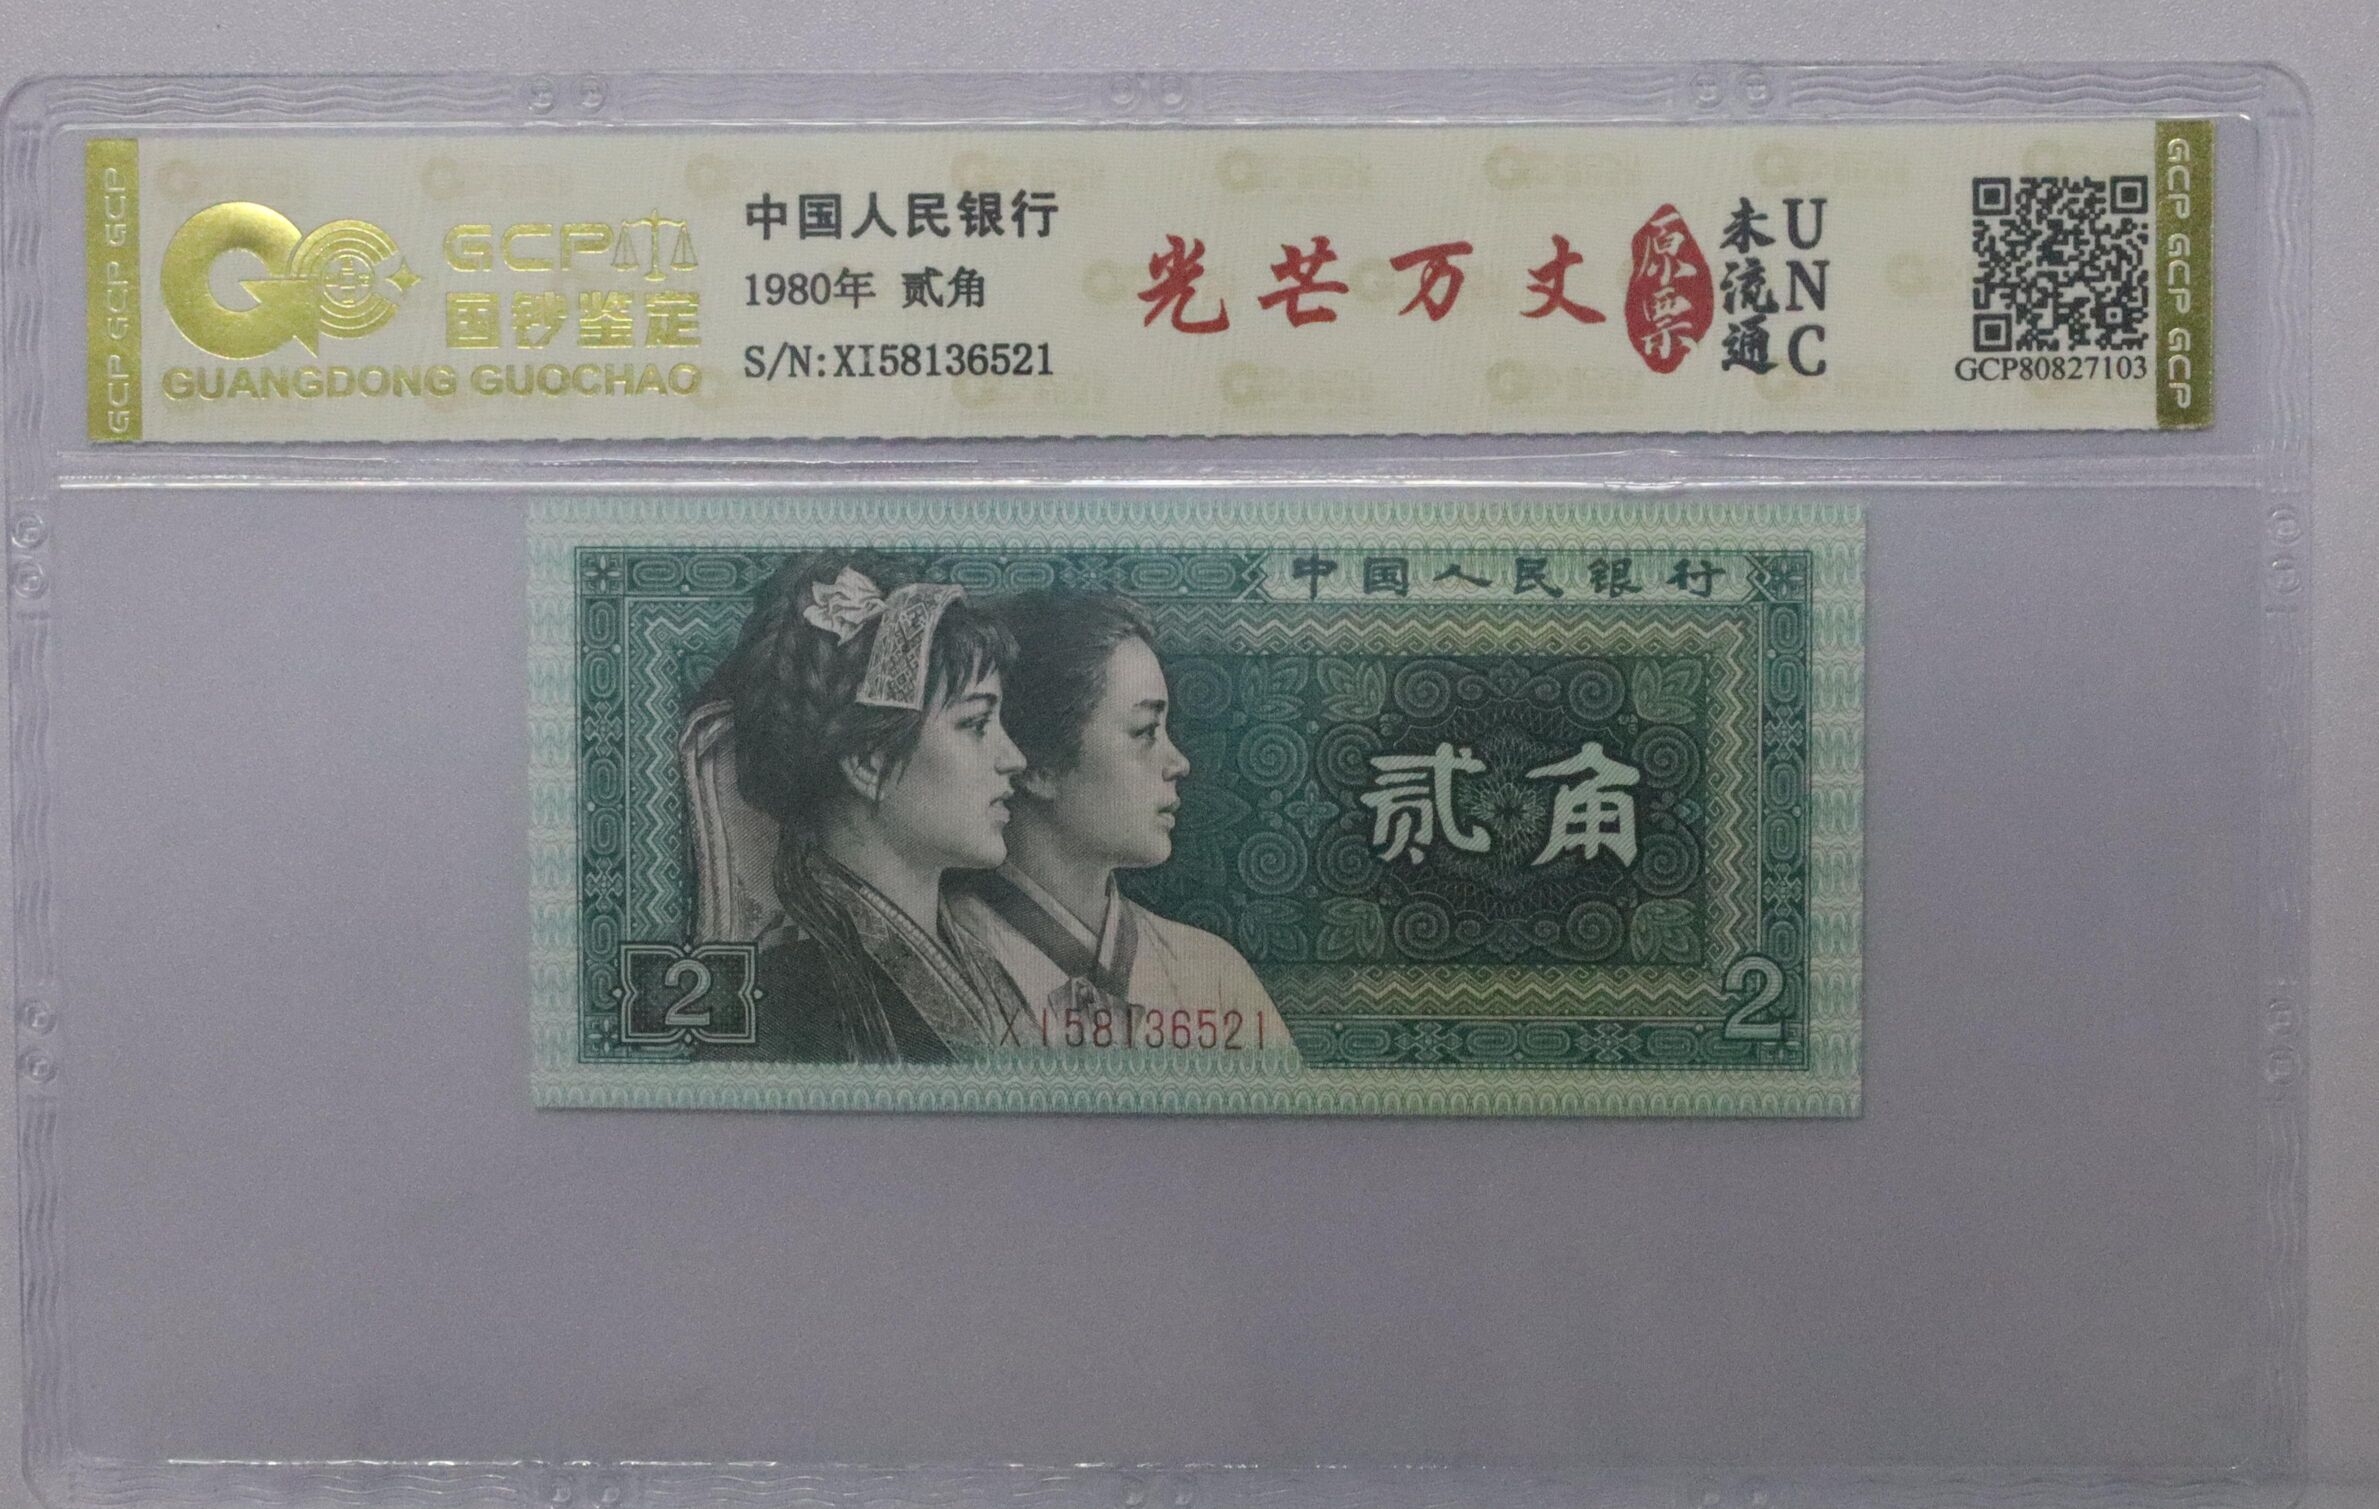 GCP GCP GCP
GCP
国钞鉴定
GUANGDONG GUOCHAO
中国人民银行
1980年 贰角
S/N:XI58136521
光芒万丈
原票
未流通
UNC
GCP80827103
GCP GCP GCP
中国人民银行
贰角
2
2
XI58136521